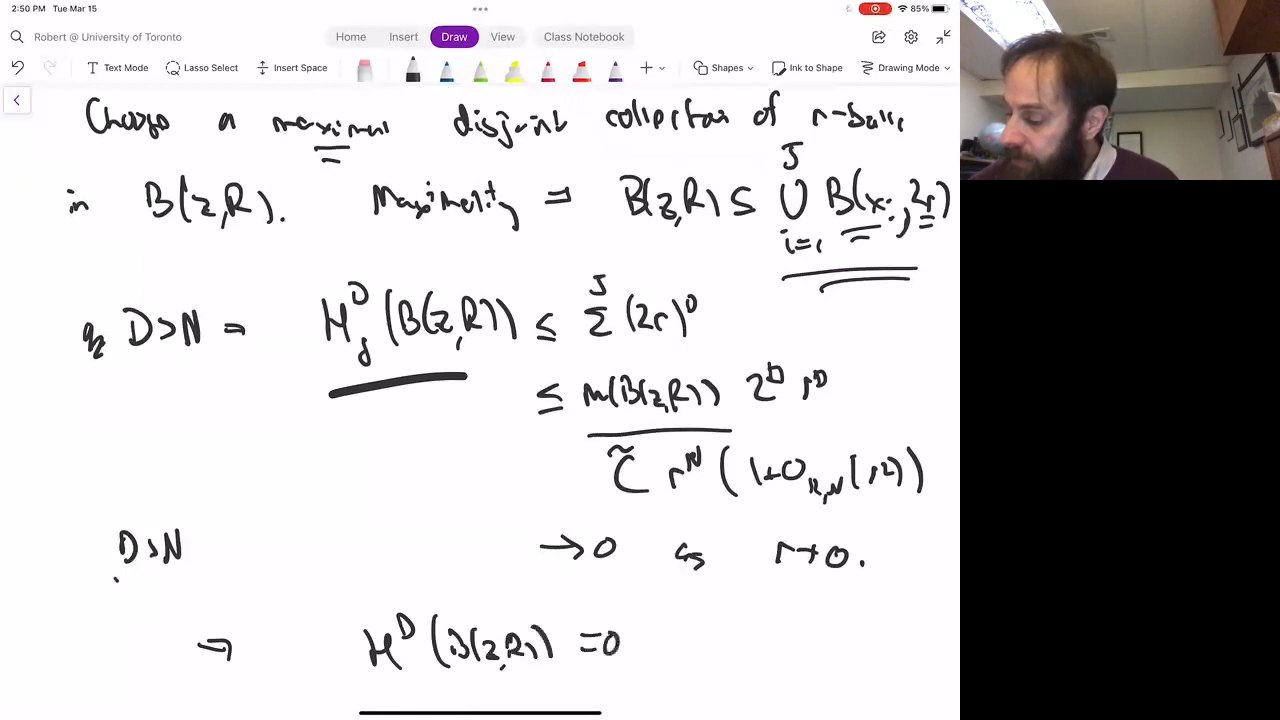 2:50 PM Tue Mar 15
85%
Robert @ University of Toronto
Home Insert Draw View Class Notebook
Text Mode Lasso Select Insert Space Shapes Ink to Shape Drawing Mode
Choose a maximal disjoint collection of r-balls
in B(z,R). Maximality ⇒ B(z,R) ⊆ ⋃_{i=1}^{J} B(x_i, 2r)
D>N ⇒ H^D_δ (B(z,R)) ≤ Σ^J (2r)^D
≤ m(B(z,R)) 2^D r^D
C̃ r^N (1+O_{K,N}(r^2))
D>N → 0 as r→0.
⇒ H^D (B(z,R)) = 0